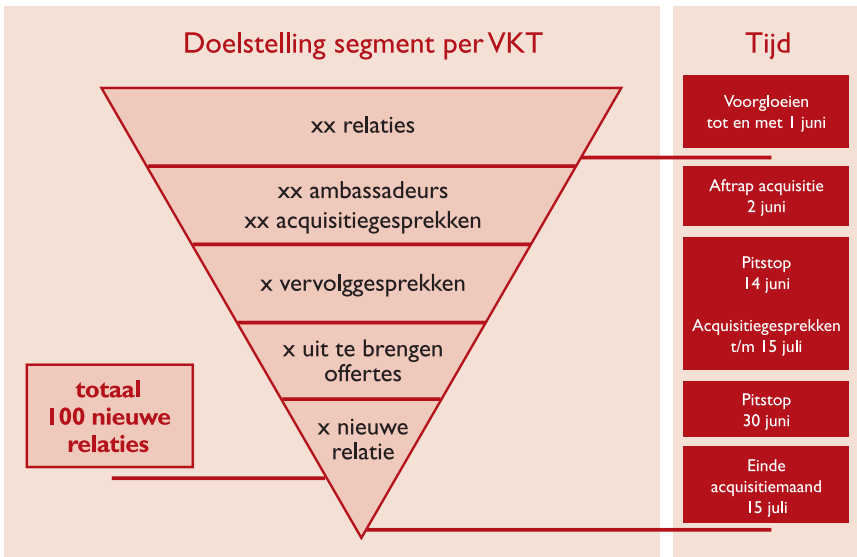 Doelstelling segment per VKT
xx relaties
xx ambassadeurs
xx acquisitiegesprekken
x vervolggesprekken
x uit te brengen
offertes
x nieuwe
relatie
totaal
100 nieuwe
relaties
Tijd
Voorgloeien
tot en met 1 juni
Aftrap acquisitie
2 juni
Pitstop
14 juni
Acquisitiegesprekken
t/m 15 juli
Pitstop
30 juni
Einde
acquisitiemaand
15 juli